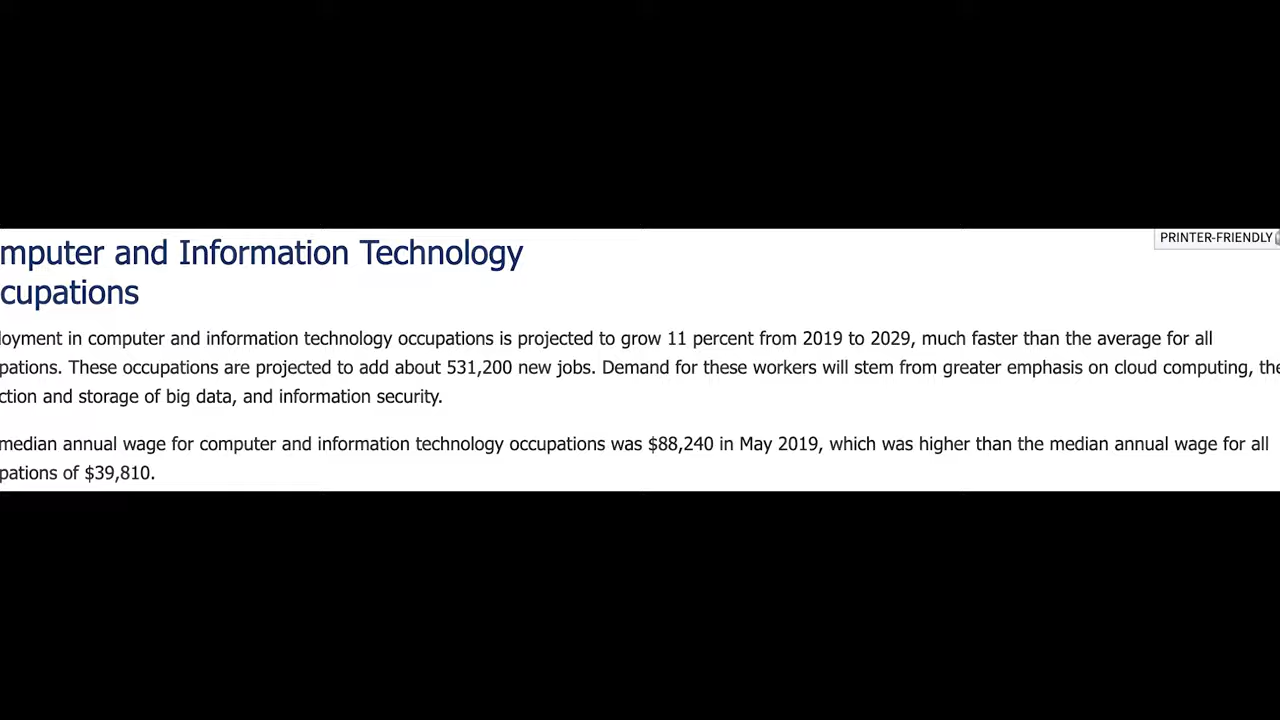 mputer and Information Technology
PRINTER-FRIENDLY
cupations
loyment in computer and information technology occupations is projected to grow 11 percent from 2019 to 2029, much faster than the average for all
pations. These occupations are projected to add about 531,200 new jobs. Demand for these workers will stem from greater emphasis on cloud computing, the
ction and storage of big data, and information security.
median annual wage for computer and information technology occupations was $88,240 in May 2019, which was higher than the median annual wage for all
pations of $39,810.